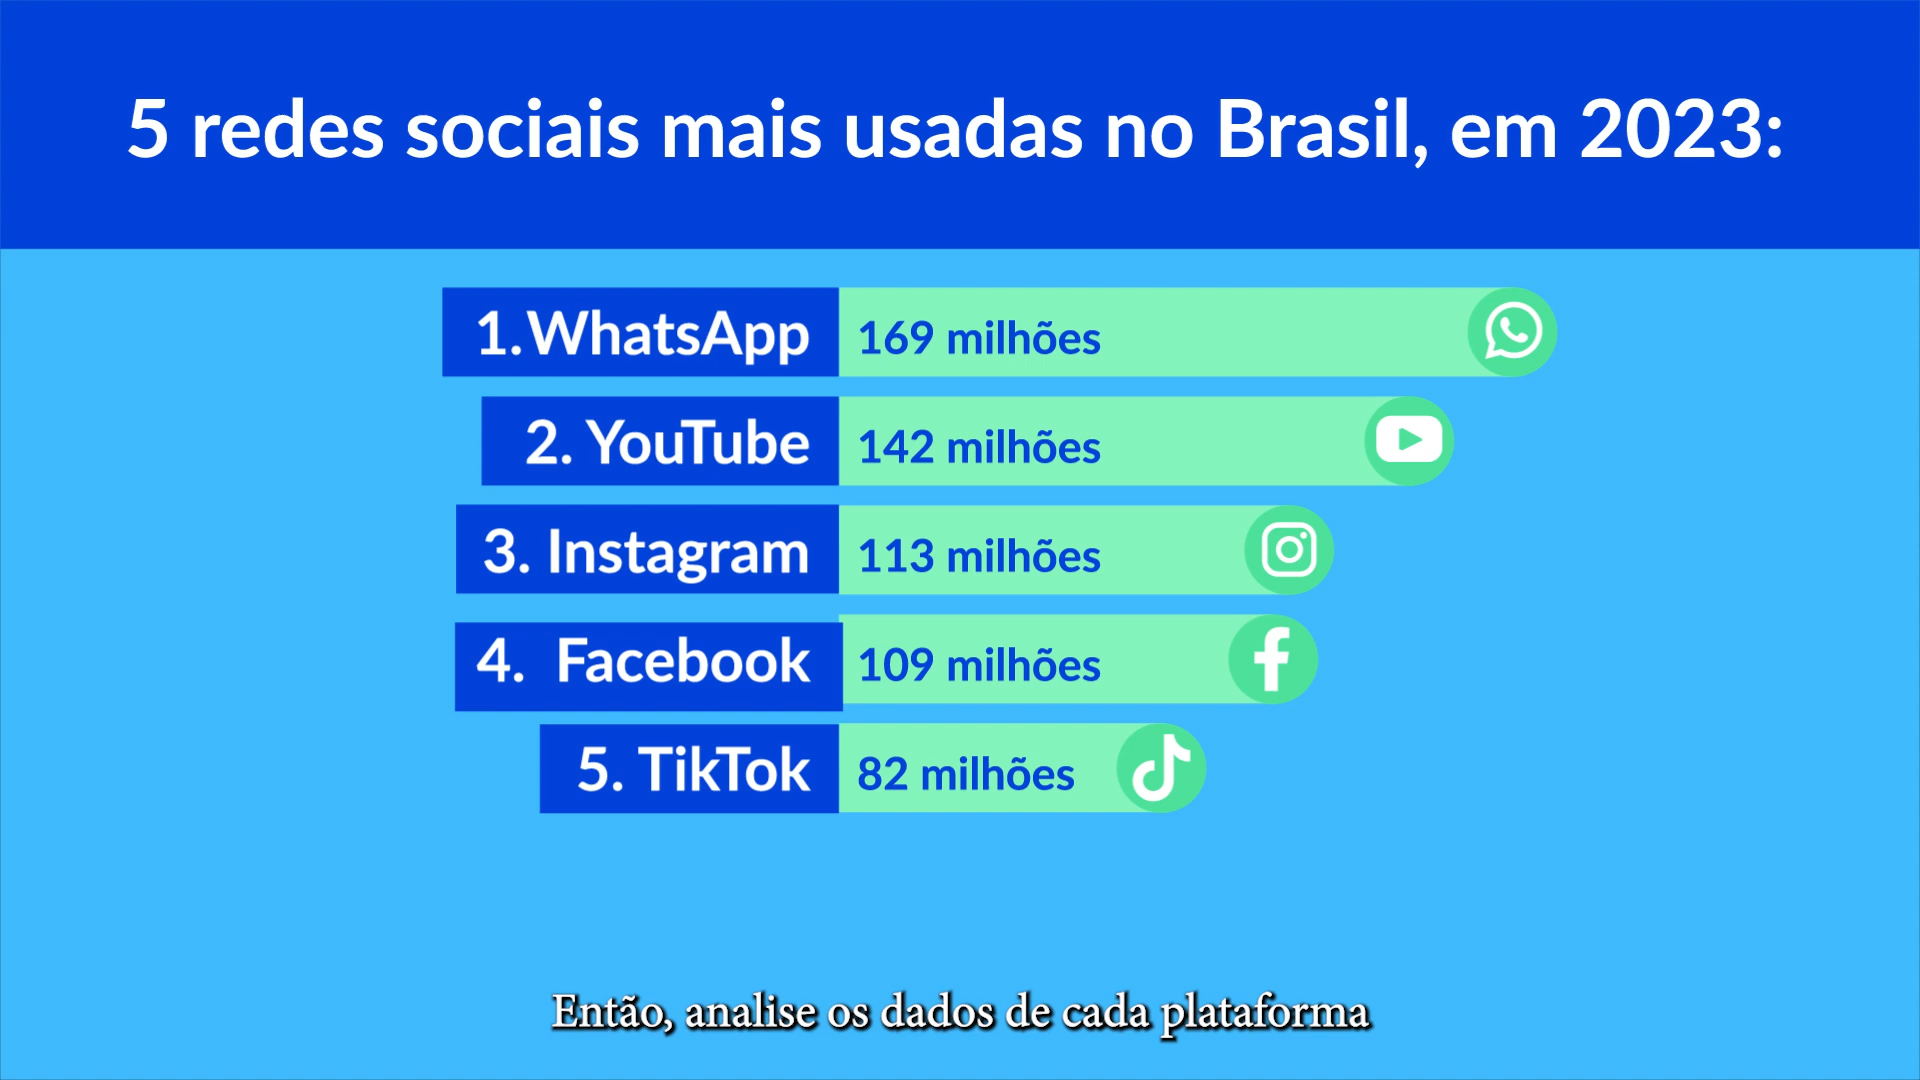 5 redes sociais mais usadas no Brasil, em 2023:
1. WhatsApp 169 milhões
2. YouTube 142 milhões
3. Instagram 113 milhões
4. Facebook 109 milhões
5. TikTok 82 milhões
Então, analise os dados de cada plataforma